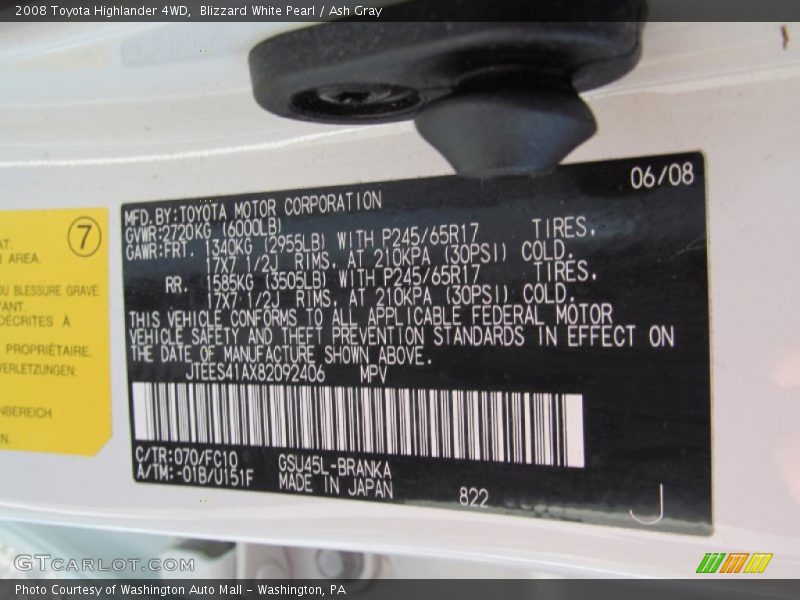 2008 Toyota Highlander 4WD,  Blizzard White Pearl / Ash Gray
06/08
MFD. BY:TOYOTA MOTOR CORPORATION
GVWR:2720KG (6000LB)
GAWR:FRT. 1340KG (2955LB) WITH P245/65R17 TIRES.
17X7 1/2J RIMS. AT 210KPA (30PSI) COLD.
RR. 1585KG (3505LB) WITH P245/65R17 TIRES.
17X7 1/2J RIMS. AT 210KPA (30PSI) COLD.
THIS VEHICLE CONFORMS TO ALL APPLICABLE FEDERAL MOTOR
VEHICLE SAFETY AND THEFT PREVENTION STANDARDS IN EFFECT ON
THE DATE OF MANUFACTURE SHOWN ABOVE.
JTEES41AX82092406 MPV
C/TR:070/FC10 GSU45L-BRANKA
A/TM:-01B/U151F MADE IN JAPAN
822 J
7
AT.
AREA.
OU BLESSURE GRAVE.
VANT.
DÉCRITES À
PROPRIÉTAIRE.
VERLETZUNGEN:
NBEREICH
EN.
GTCARLOT.COM
Photo Courtesy of Washington Auto Mall - Washington, PA